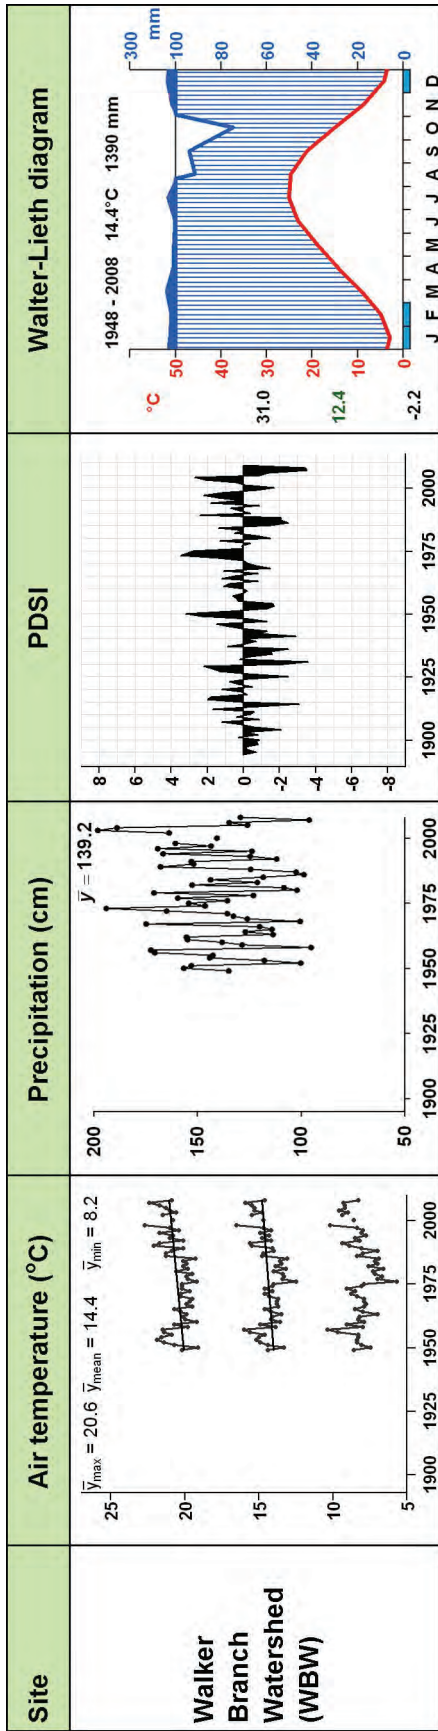 Site
Air temperature (°C)
Precipitation (cm)
PDSI
Walter-Lieth diagram
Walker
Branch
Watershed
(WBW)
y̅max = 20.6 y̅mean = 14.4 y̅min = 8.2
25
20
15
10
5
1900 1925 1950 1975 2000
y̅ = 139.2
200
150
100
50
1900 1925 1950 1975 2000
8
6
4
2
0
-2
-4
-6
-8
1900 1925 1950 1975 2000
1948 - 2008 14.4°C 1390 mm
°C
50
40
30
20
10
0
31.0
12.4
-2.2
300
mm
100
80
60
40
20
0
J F M A M J J A S O N D